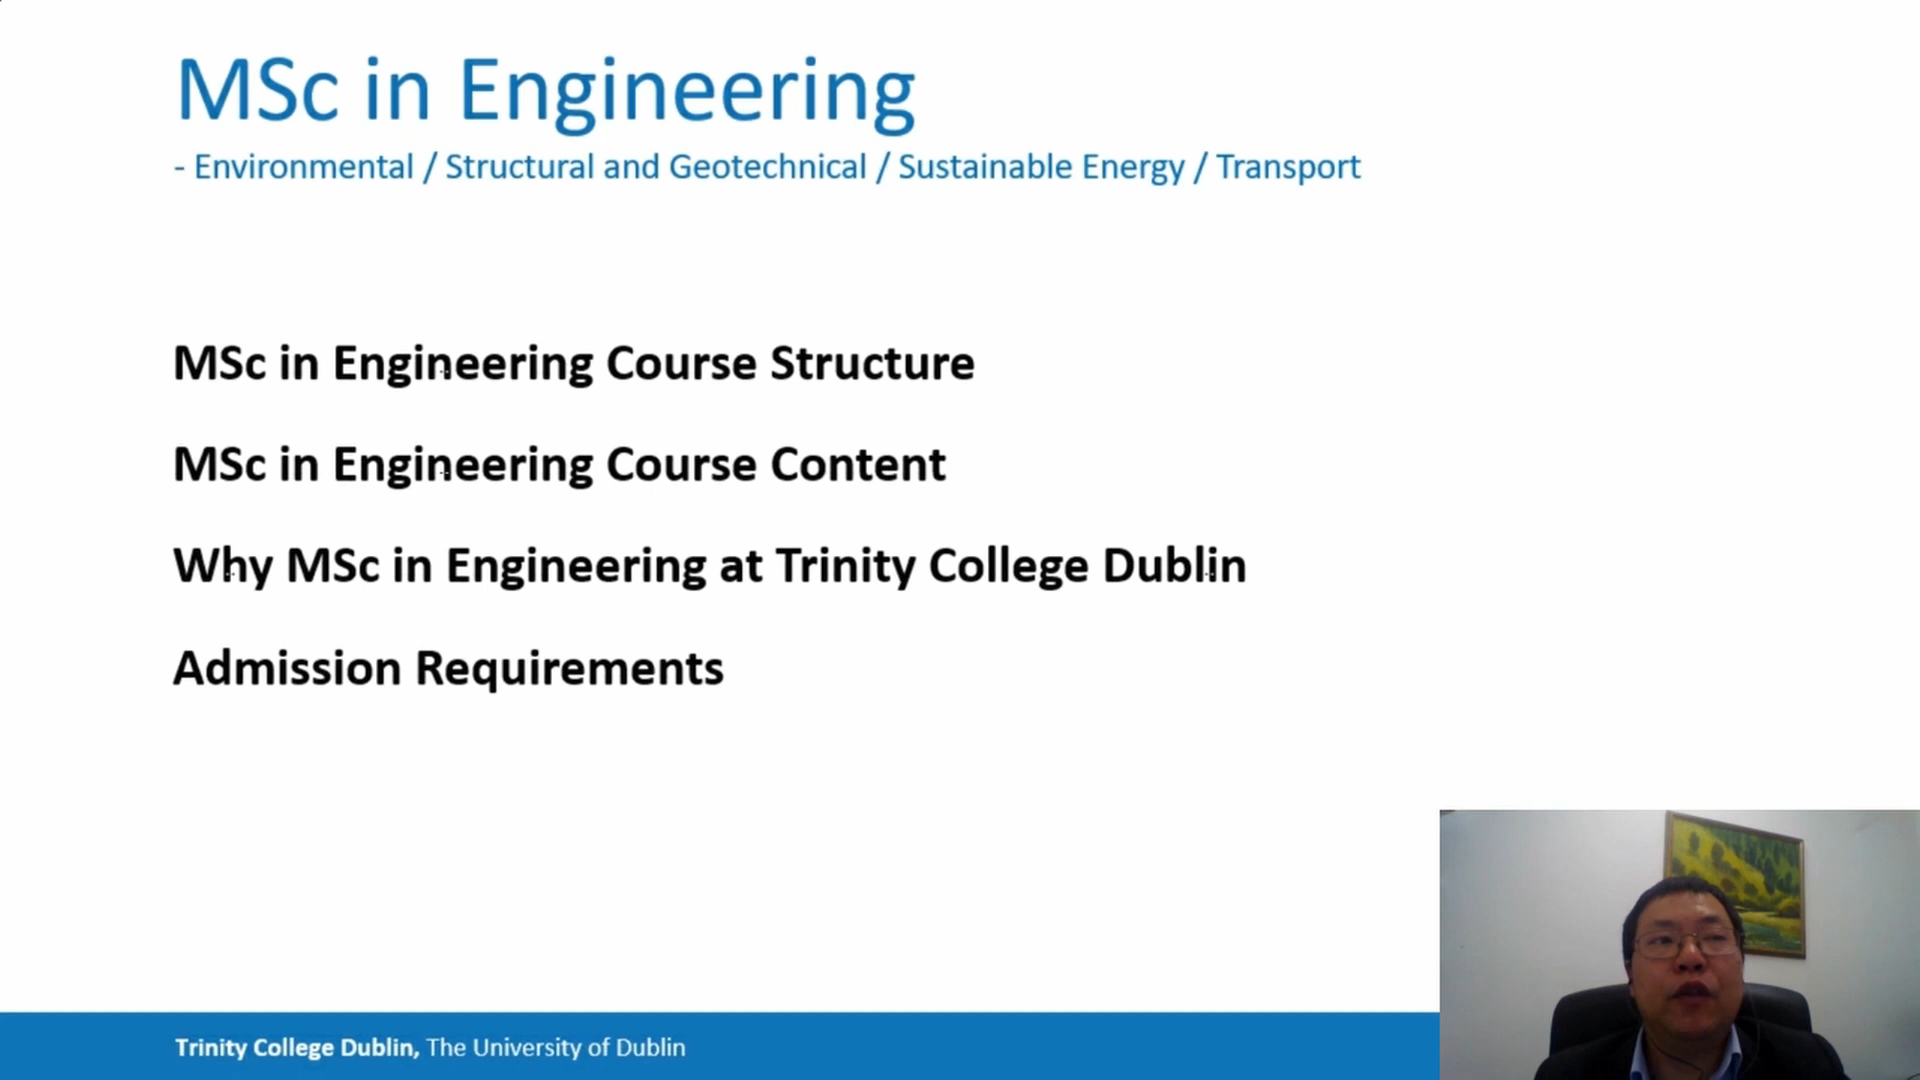 MSc in Engineering
- Environmental / Structural and Geotechnical / Sustainable Energy / Transport
MSc in Engineering Course Structure
MSc in Engineering Course Content
Why MSc in Engineering at Trinity College Dublin
Admission Requirements
Trinity College Dublin, The University of Dublin